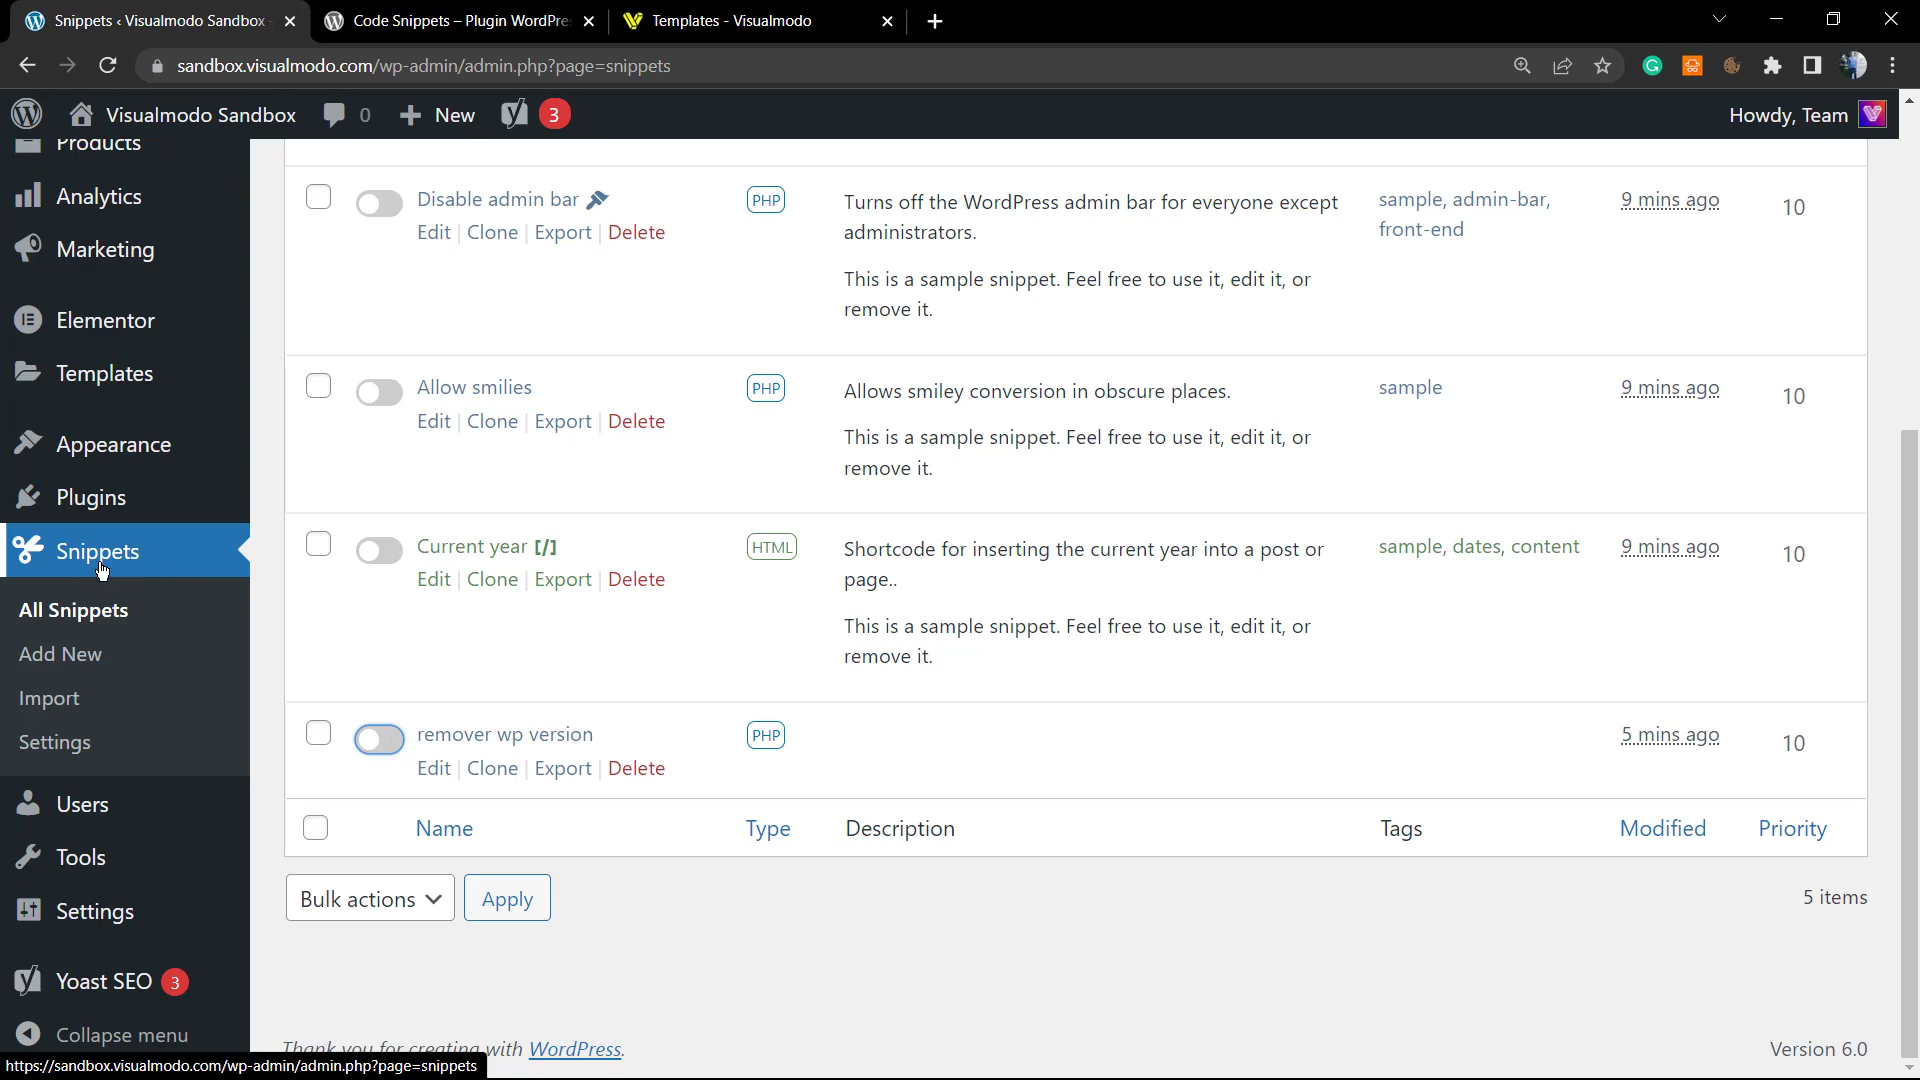 Snippets ‹ Visualmodo Sandbox -
Code Snippets – Plugin WordPre
Templates - Visualmodo
sandbox.visualmodo.com/wp-admin/admin.php?page=snippets
Visualmodo Sandbox
0
New
3
Howdy, Team
Products
Analytics
Marketing
Elementor
Templates
Appearance
Plugins
Snippets
All Snippets
Add New
Import
Settings
Users
Tools
Settings
Yoast SEO 3
Collapse menu
Disable admin bar
Edit | Clone | Export | Delete
PHP
Turns off the WordPress admin bar for everyone except
administrators.
This is a sample snippet. Feel free to use it, edit it, or
remove it.
sample, admin-bar,
front-end
9 mins ago
10
Allow smilies
Edit | Clone | Export | Delete
PHP
Allows smiley conversion in obscure places.
This is a sample snippet. Feel free to use it, edit it, or
remove it.
sample
9 mins ago
10
Current year [/]
Edit | Clone | Export | Delete
HTML
Shortcode for inserting the current year into a post or
page..
This is a sample snippet. Feel free to use it, edit it, or
remove it.
sample, dates, content
9 mins ago
10
remover wp version
Edit | Clone | Export | Delete
PHP
5 mins ago
10
Name
Type
Description
Tags
Modified
Priority
Bulk actions
Apply
5 items
Thank you for creating with WordPress.
Version 6.0
https://sandbox.visualmodo.com/wp-admin/admin.php?page=snippets